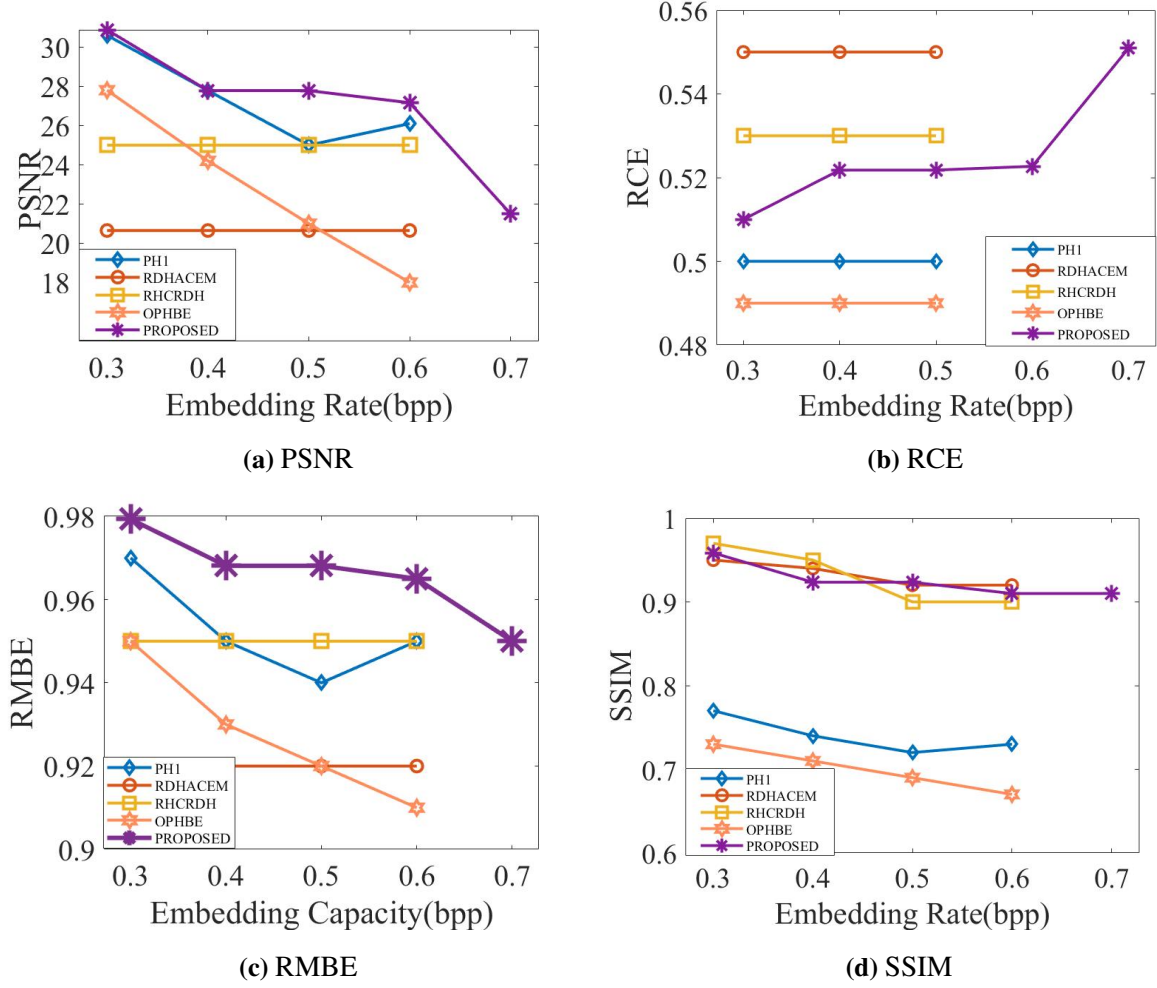 30
28
26
24
22
20
18
PSNR
PH1
RDHACEM
RHCRDH
OPHBE
PROPOSED
0.3 0.4 0.5 0.6 0.7
Embedding Rate(bpp)
(a) PSNR
0.56
0.54
0.52
0.5
0.48
RCE
PH1
RDHACEM
RHCRDH
OPHBE
PROPOSED
0.3 0.4 0.5 0.6 0.7
Embedding Rate(bpp)
(b) RCE
0.98
0.96
0.94
0.92
0.9
RMBE
PH1
RDHACEM
RHCRDH
OPHBE
PROPOSED
0.3 0.4 0.5 0.6 0.7
Embedding Capacity(bpp)
(c) RMBE
1
0.9
0.8
0.7
0.6
SSIM
PH1
RDHACEM
RHCRDH
OPHBE
PROPOSED
0.3 0.4 0.5 0.6 0.7
Embedding Rate(bpp)
(d) SSIM